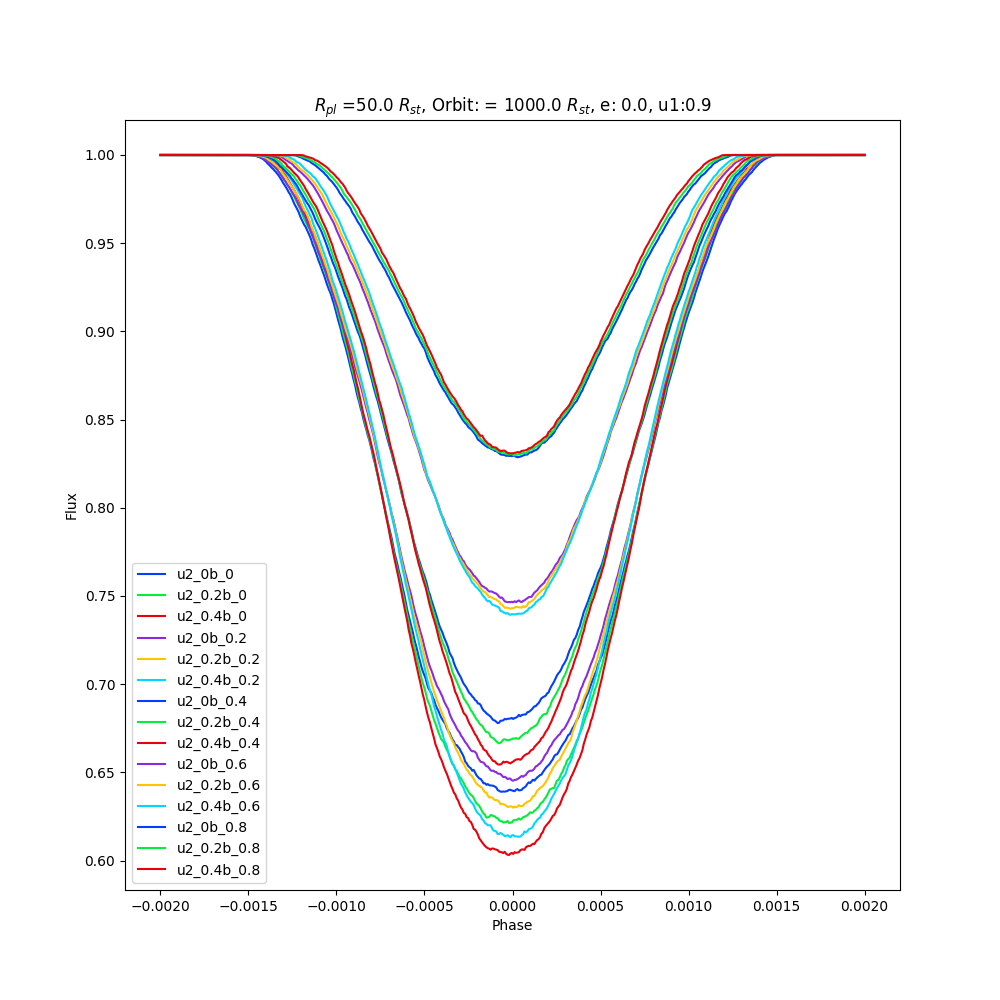 R_pl =50.0 R_st, Orbit: = 1000.0 R_st, e: 0.0, u1:0.9
1.00
0.95
0.90
0.85
0.80
0.75
0.70
0.65
0.60
Flux
u2_0b_0
u2_0.2b_0
u2_0.4b_0
u2_0b_0.2
u2_0.2b_0.2
u2_0.4b_0.2
u2_0b_0.4
u2_0.2b_0.4
u2_0.4b_0.4
u2_0b_0.6
u2_0.2b_0.6
u2_0.4b_0.6
u2_0b_0.8
u2_0.2b_0.8
u2_0.4b_0.8
−0.0020 −0.0015 −0.0010 −0.0005 0.0000 0.0005 0.0010 0.0015 0.0020
Phase